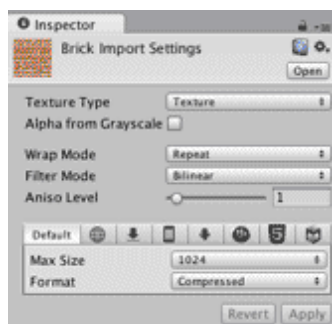 Inspector
Brick Import Settings
Open
Texture Type Texture
Alpha from Grayscale
Wrap Mode Repeat
Filter Mode Bilinear
Aniso Level 1
Default
Max Size 1024
Format Compressed
Revert Apply